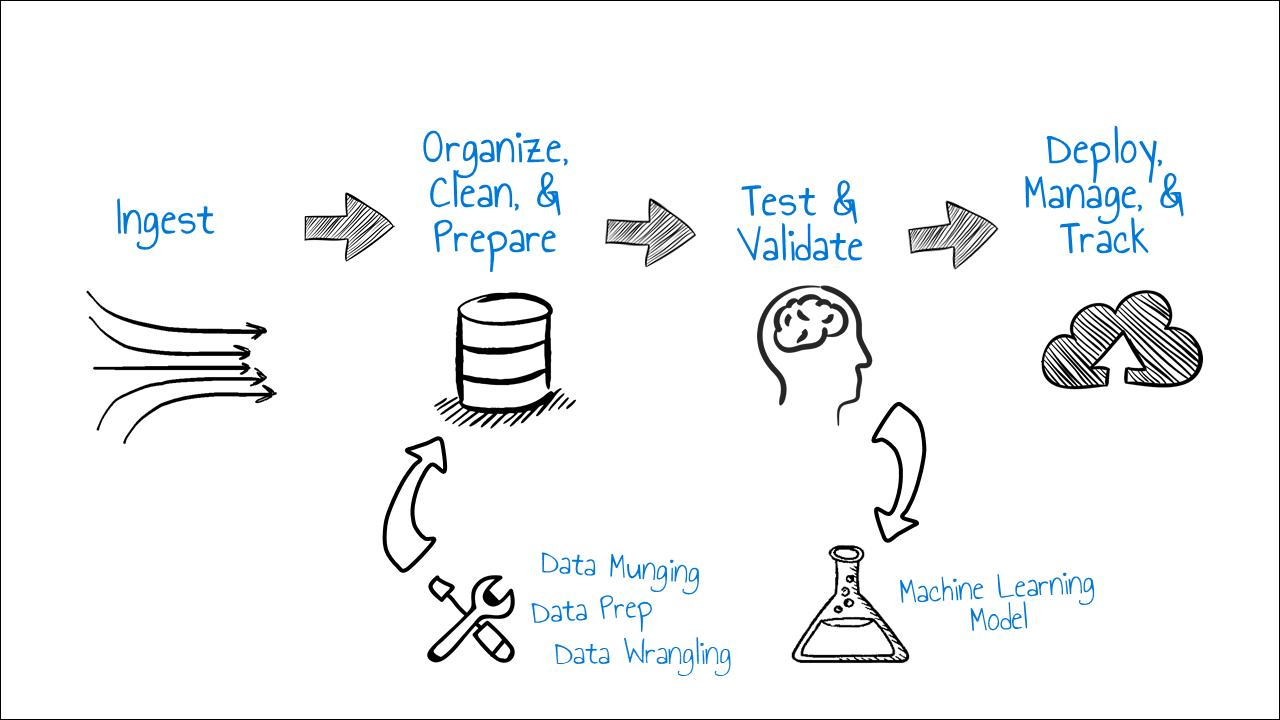 Ingest
Organize,
Clean, &
Prepare
Test &
Validate
Deploy,
Manage, &
Track
Data Munging
Data Prep
Data Wrangling
Machine Learning
Model